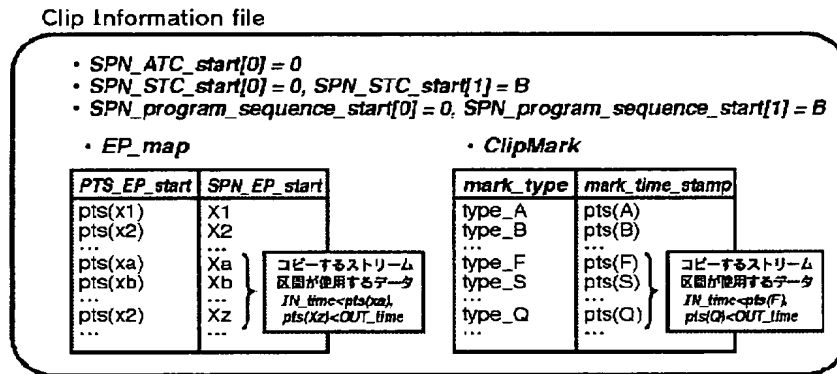 Clip Information file
・SPN_ATC_start[0] = 0
・SPN_STC_start[0] = 0, SPN_STC_start[1] = B
・SPN_program_sequence_start[0] = 0, SPN_program_sequence_start[1] = B
・EP_map
PTS_EP_start SPN_EP_start
pts(x1) X1
pts(x2) X2
... ...
pts(xa) Xa
pts(xb) Xb
... ...
pts(x2) Xz
... ...
コピーするストリーム
区間が使用するデータ
IN_time<pts(xa),
pts(Xz)<OUT_time
・ClipMark
mark_type mark_time_stamp
type_A pts(A)
type_B pts(B)
... ...
type_F pts(F)
type_S pts(S)
... ...
type_Q pts(Q)
... ...
コピーするストリーム
区間が使用するデータ
IN_time<pts(F),
pts(Q)<OUT_time